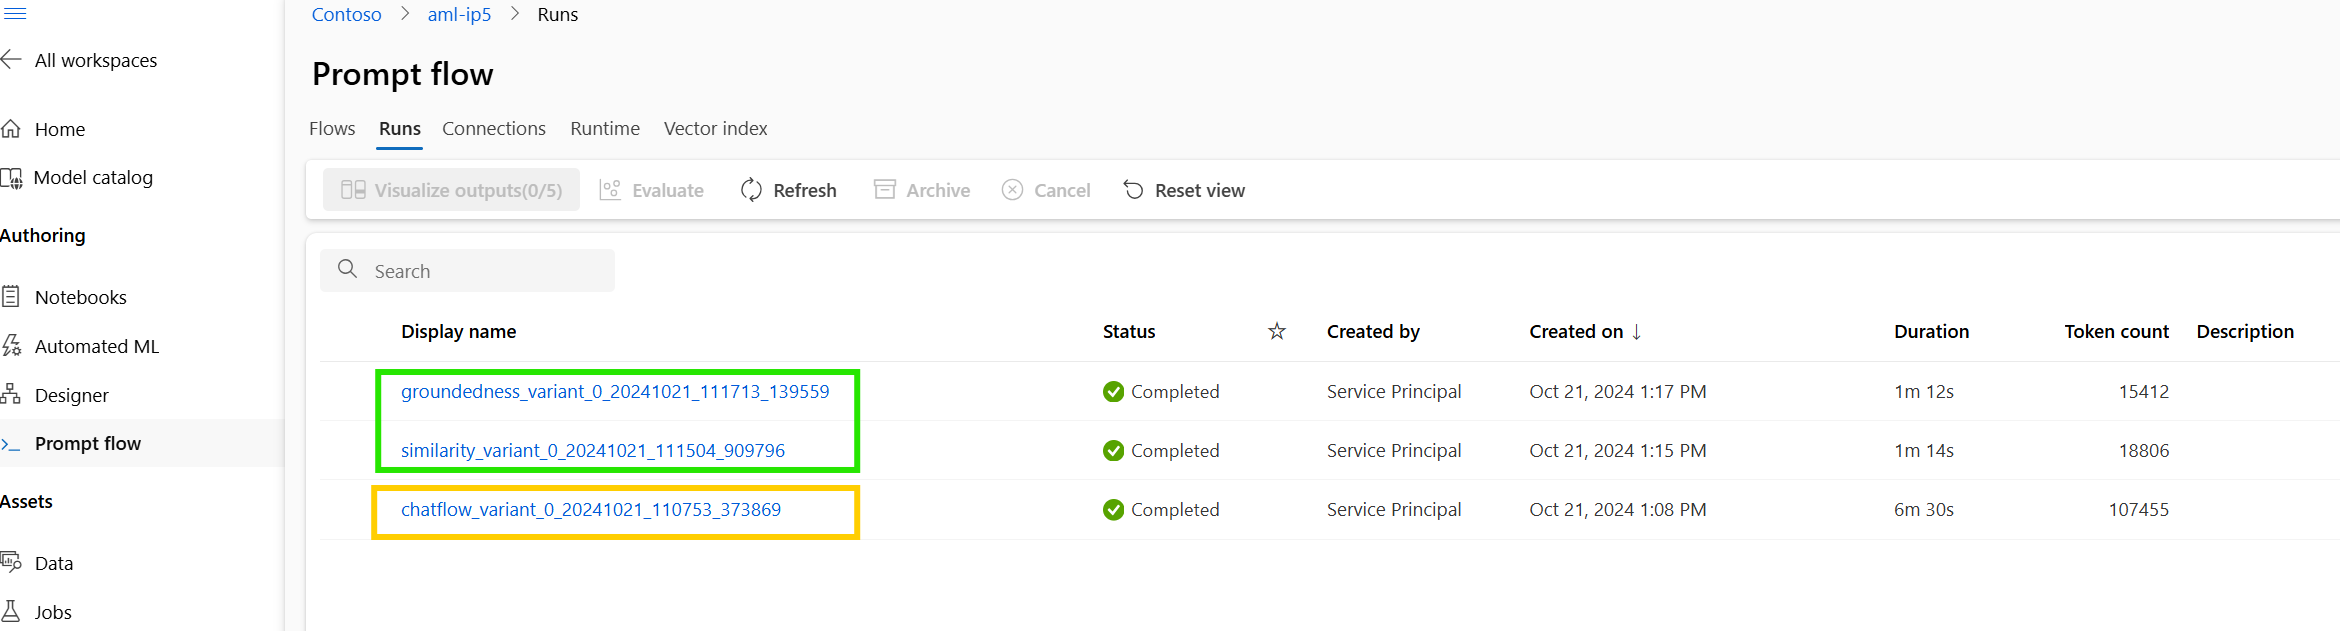 Contoso > aml-ip5 > Runs
All workspaces
Prompt flow
Home
Flows Runs Connections Runtime Vector index
Model catalog
Visualize outputs(0/5) Evaluate Refresh Archive Cancel Reset view
Authoring
Search
Notebooks
Display name Status Created by Created on ↓ Duration Token count Description
Automated ML
groundedness_variant_0_20241021_111713_139559 Completed Service Principal Oct 21, 2024 1:17 PM 1m 12s 15412
Designer
Prompt flow
similarity_variant_0_20241021_111504_909796 Completed Service Principal Oct 21, 2024 1:15 PM 1m 14s 18806
Assets
chatflow_variant_0_20241021_110753_373869 Completed Service Principal Oct 21, 2024 1:08 PM 6m 30s 107455
Data
Jobs